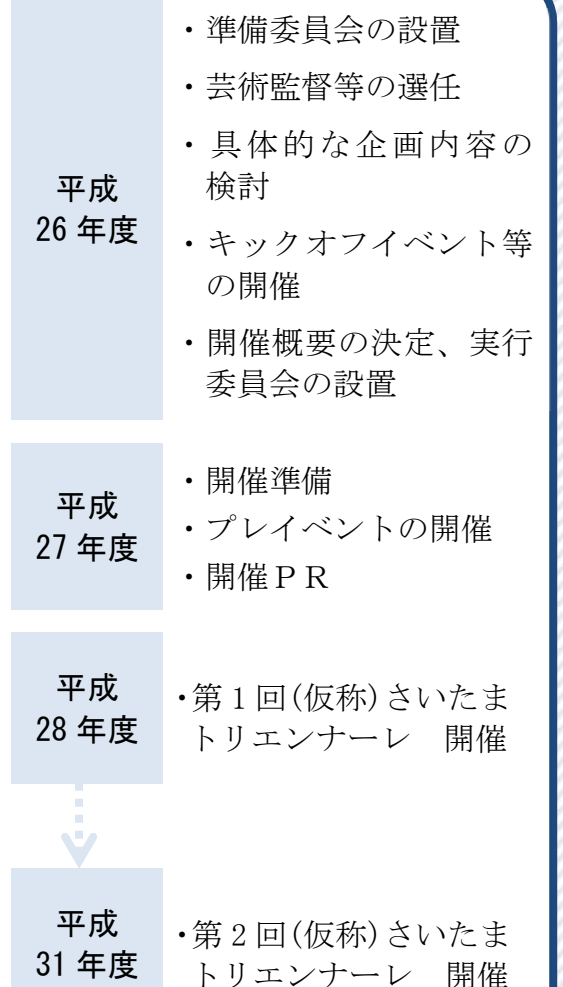 平成
26 年度
・準備委員会の設置
・芸術監督等の選任
・具体的な企画内容の
検討
・キックオフイベント等
の開催
・開催概要の決定、実行
委員会の設置
平成
27 年度
・開催準備
・プレイベントの開催
・開催ＰＲ
平成
28 年度
・第１回(仮称)さいたま
トリエンナーレ　開催
平成
31 年度
・第２回(仮称)さいたま
トリエンナーレ　開催